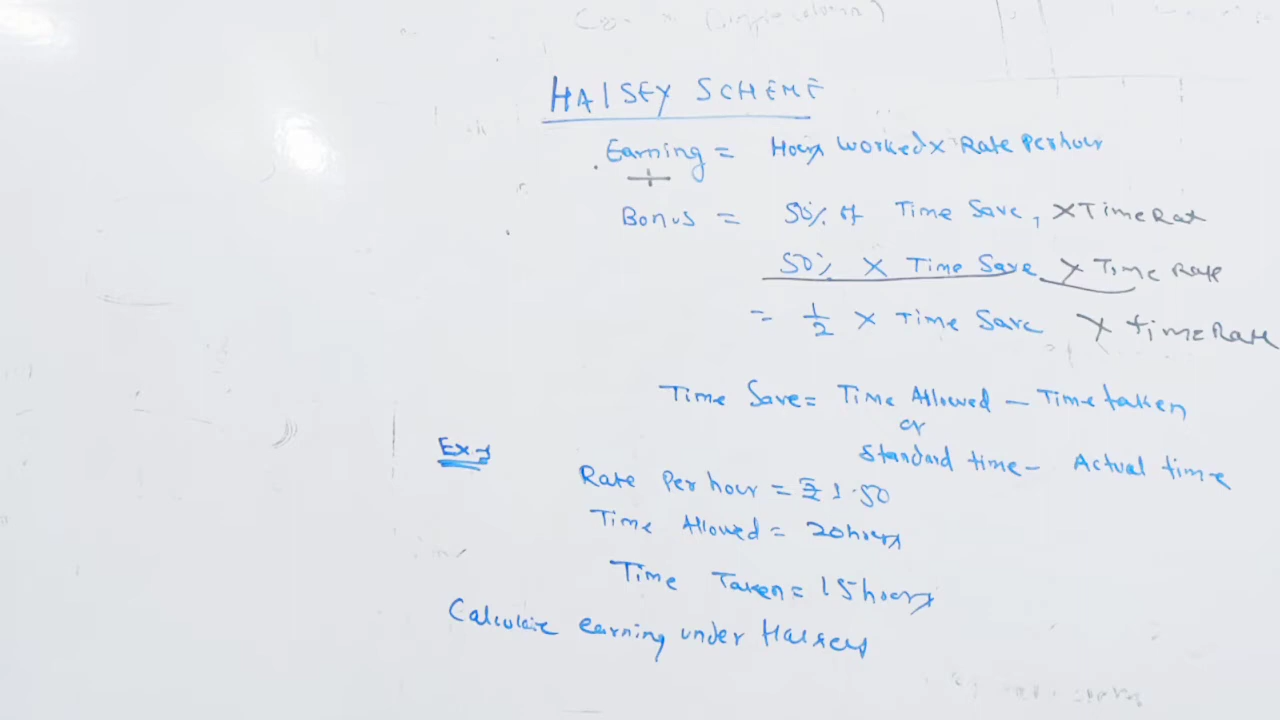 HALSEY SCHEME
Earning = Hours worked x Rate Per hour
+
Bonus = 50% of Time Save, x Time Rat
50% x Time Save x Time Rate
= 1/2 x Time Save x time Rate
Time Save = Time Allowed - Time taken
or
Standard time - Actual time
Ex-1
Rate Per hour = ₹1.50
Time Allowed = 20 hours
Time Taken = 15 hours
Calculate earning under Halsey